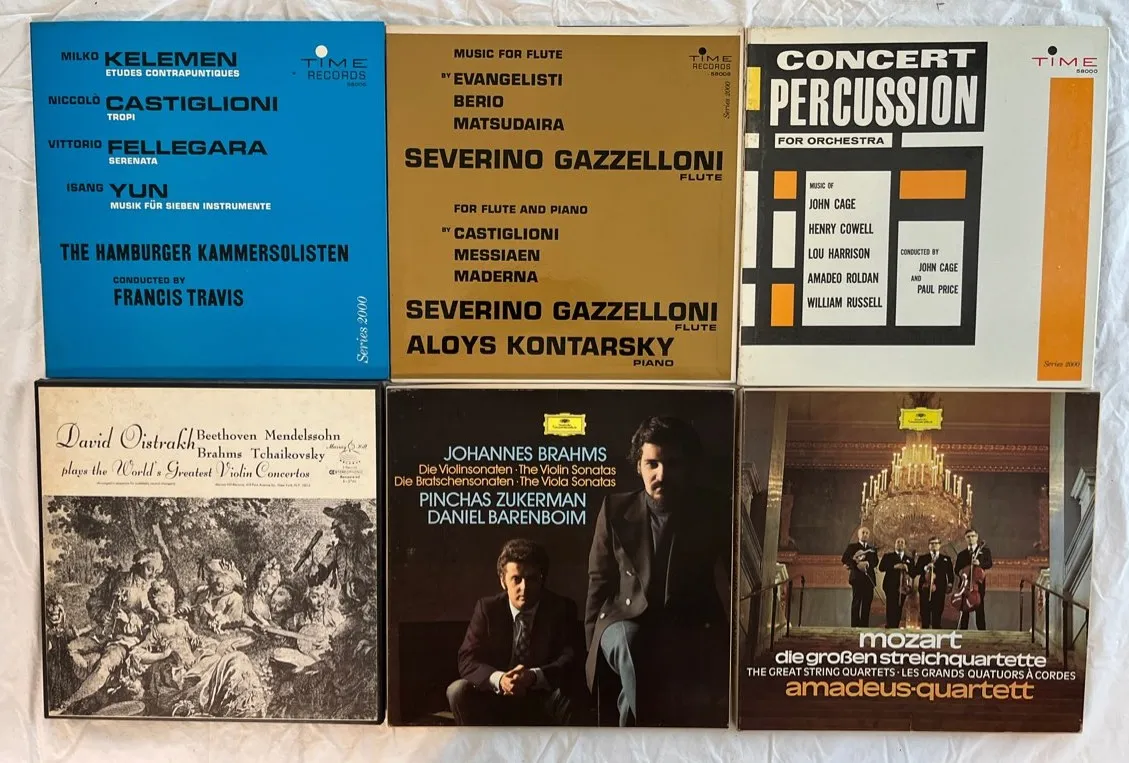 MILKO KELEMEN
ETUDES CONTRAPUNTIQUES
NICCOLÒ CASTIGLIONI
TROPI
VITTORIO FELLEGARA
SERENATA
ISANG YUN
MUSIK FÜR SIEBEN INSTRUMENTE
THE HAMBURGER KAMMERSOLISTEN
CONDUCTED BY
FRANCIS TRAVIS
TIME
RECORDS
Series 2000
MUSIC FOR FLUTE
BY EVANGELISTI
BERIO
MATSUDAIRA
SEVERINO GAZZELLONI
FLUTE
FOR FLUTE AND PIANO
BY CASTIGLIONI
MESSIAEN
MADERNA
SEVERINO GAZZELLONI
FLUTE
ALOYS KONTARSKY
PIANO
TIME
RECORDS
58008
Series 2000
CONCERT
PERCUSSION
FOR ORCHESTRA
MUSIC OF
JOHN CAGE
HENRY COWELL
LOU HARRISON
AMADEO ROLDAN
WILLIAM RUSSELL
CONDUCTED BY
JOHN CAGE
AND
PAUL PRICE
TIME
58000
Series 2000
David Oistrakh Beethoven Mendelssohn
Brahms Tchaikovsky
plays the World's Greatest Violin Concertos
JOHANNES BRAHMS
Die Violinsonaten · The Violin Sonatas
Die Bratschensonaten · The Viola Sonatas
PINCHAS ZUKERMAN
DANIEL BARENBOIM
mozart
die großen streichquartette
THE GREAT STRING QUARTETS · LES GRANDS QUATUORS À CORDES
amadeus-quartett